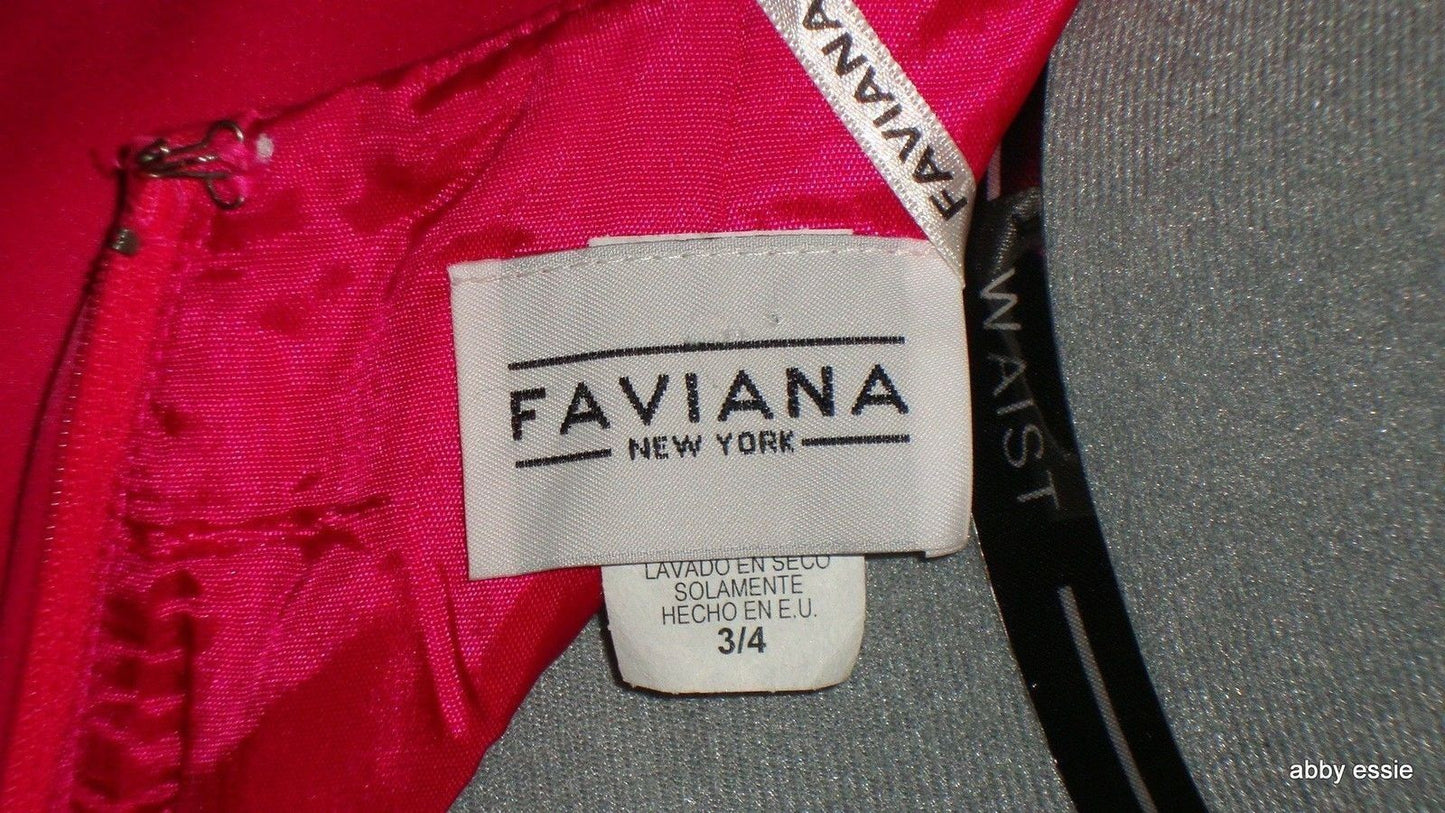 FAVIANA
FAVIANA
NEW YORK
LAVADO EN SECO
SOLAMENTE
HECHO EN E.U.
3/4
WAIST
abby essie